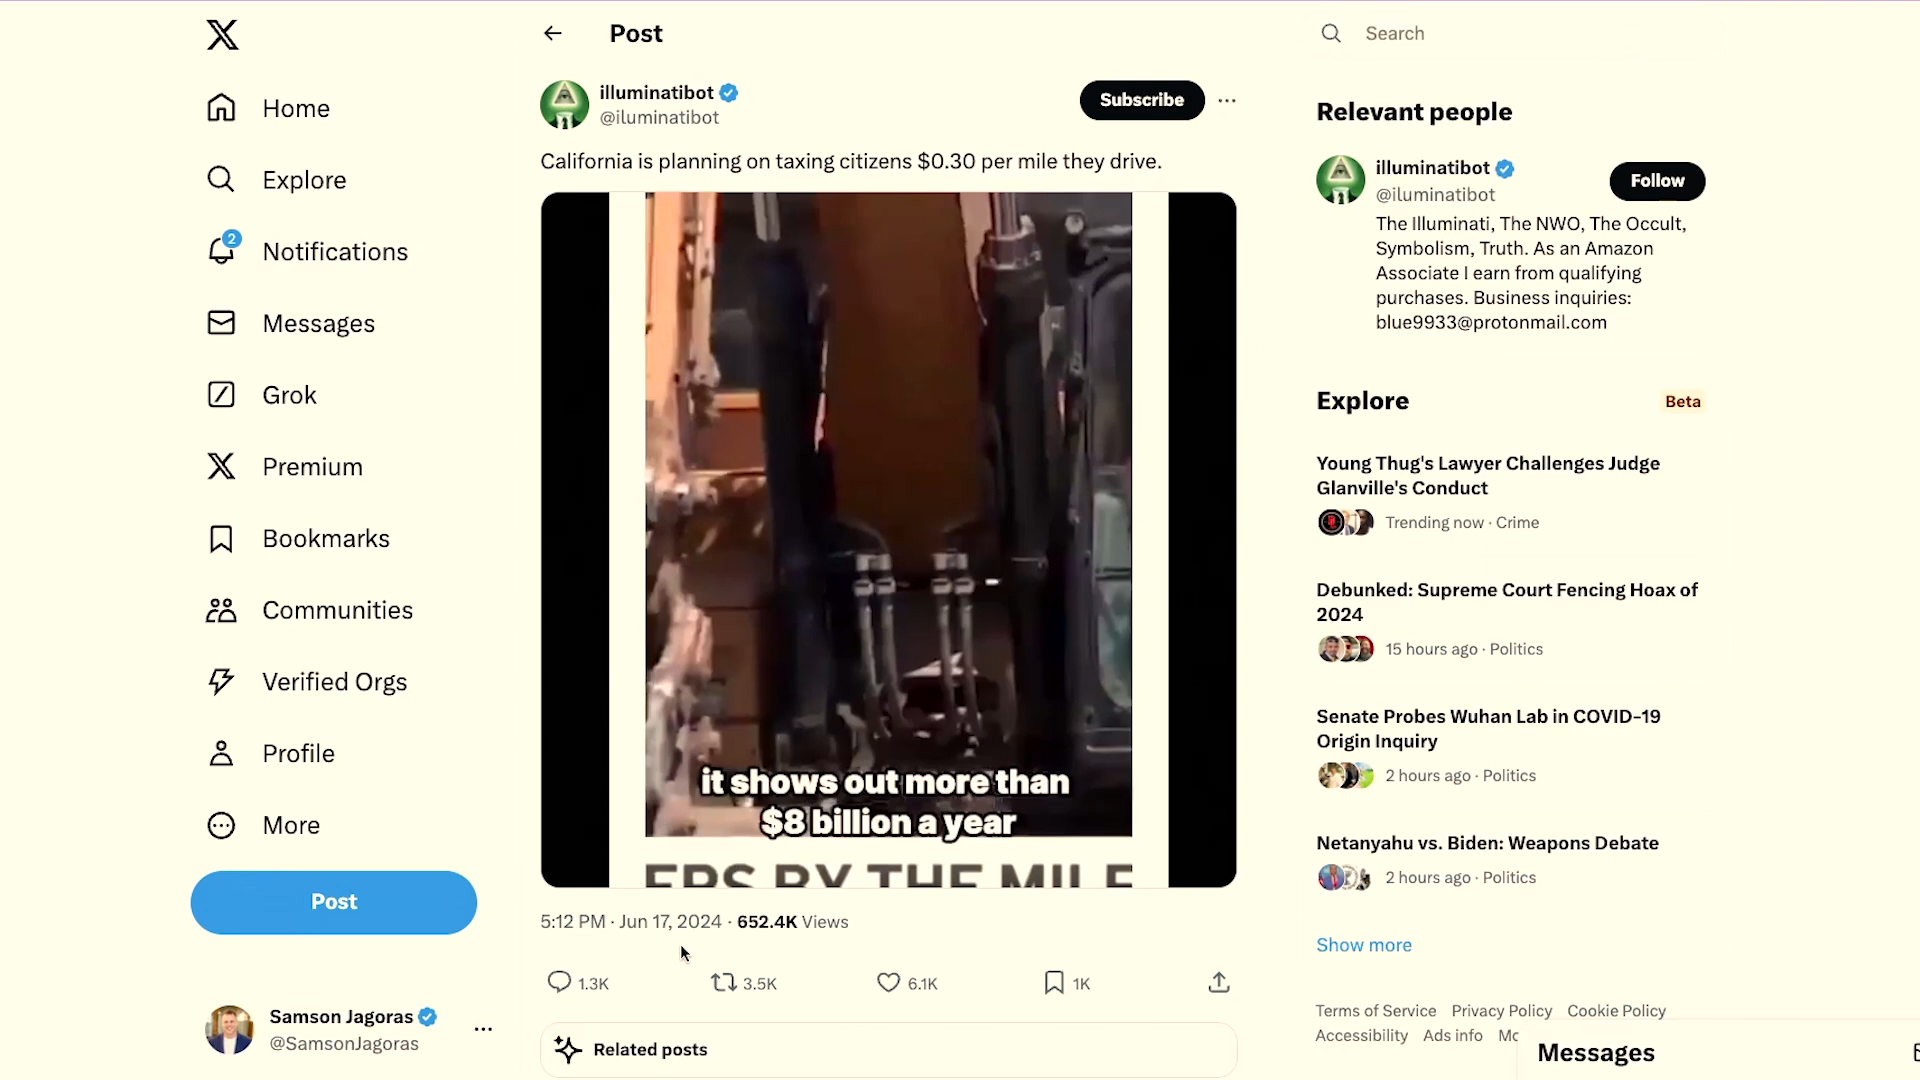 Post
Search
illuminatibot
@iluminatibot
Subscribe
California is planning on taxing citizens $0.30 per mile they drive.
it shows out more than
$8 billion a year
ERS BY THE MILE
5:12 PM · Jun 17, 2024 · 652.4K Views
1.3K
3.5K
6.1K
1K
Related posts
Home
Explore
2
Notifications
Messages
Grok
Premium
Bookmarks
Communities
Verified Orgs
Profile
More
Post
Samson Jagoras
@SamsonJagoras
Relevant people
illuminatibot
@iluminatibot
Follow
The Illuminati, The NWO, The Occult,
Symbolism, Truth. As an Amazon
Associate I earn from qualifying
purchases. Business inquiries:
blue9933@protonmail.com
Explore
Beta
Young Thug's Lawyer Challenges Judge
Glanville's Conduct
Trending now · Crime
Debunked: Supreme Court Fencing Hoax of
2024
15 hours ago · Politics
Senate Probes Wuhan Lab in COVID-19
Origin Inquiry
2 hours ago · Politics
Netanyahu vs. Biden: Weapons Debate
2 hours ago · Politics
Show more
Terms of Service Privacy Policy Cookie Policy
Accessibility Ads info Mo
Messages